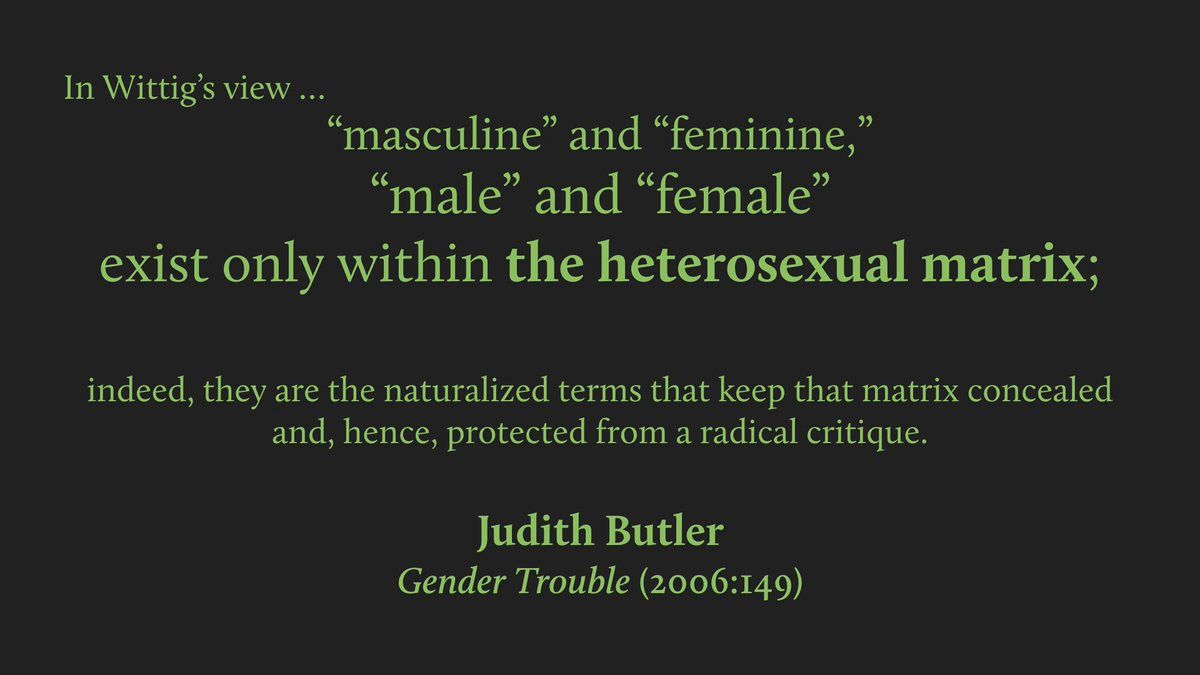 In Wittig’s view …
“masculine” and “feminine,”
“male” and “female”
exist only within the heterosexual matrix;
indeed, they are the naturalized terms that keep that matrix concealed
and, hence, protected from a radical critique.
Judith Butler
Gender Trouble (2006:149)